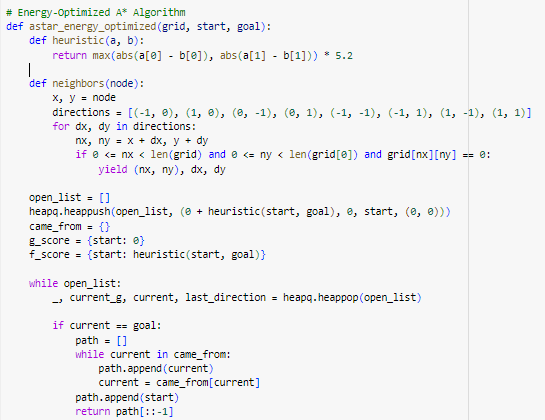 # Energy-Optimized A* Algorithm
def astar_energy_optimized(grid, start, goal):
    def heuristic(a, b):
        return max(abs(a[0] - b[0]), abs(a[1] - b[1])) * 5.2

    def neighbors(node):
        x, y = node
        directions = [(-1, 0), (1, 0), (0, -1), (0, 1), (-1, -1), (-1, 1), (1, -1), (1, 1)]
        for dx, dy in directions:
            nx, ny = x + dx, y + dy
            if 0 <= nx < len(grid) and 0 <= ny < len(grid[0]) and grid[nx][ny] == 0:
                yield (nx, ny), dx, dy

    open_list = []
    heapq.heappush(open_list, (0 + heuristic(start, goal), 0, start, (0, 0)))
    came_from = {}
    g_score = {start: 0}
    f_score = {start: heuristic(start, goal)}

    while open_list:
        _, current_g, current, last_direction = heapq.heappop(open_list)

        if current == goal:
            path = []
            while current in came_from:
                path.append(current)
                current = came_from[current]
            path.append(start)
            return path[::-1]